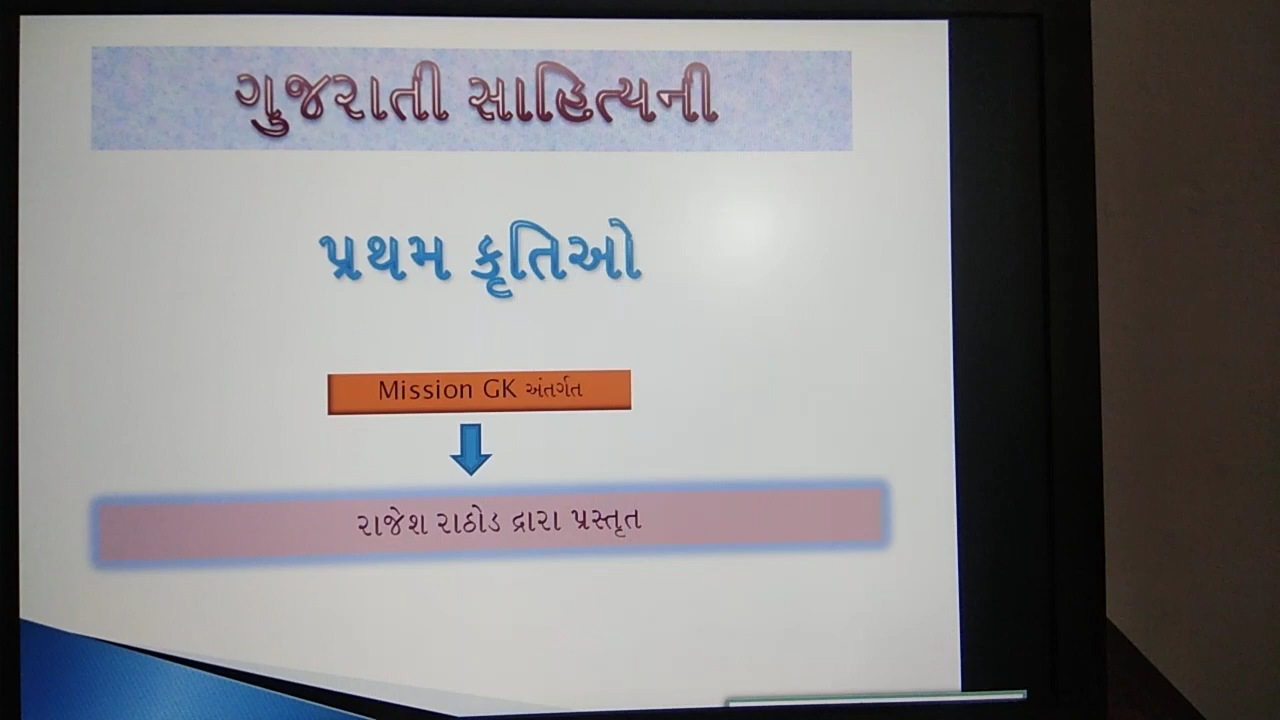 ગુજરાતી સાહિત્યની
પ્રથમ કૃતિઓ
Mission GK અંતર્ગત
રાજેશ રાઠોડ દ્રારા પ્રસ્તૃત